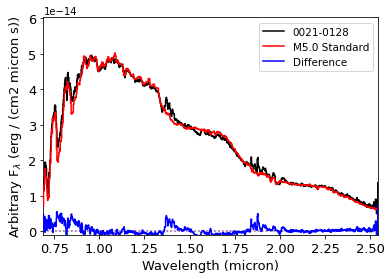 1e−14
0021-0128
M5.0 Standard
Difference
Arbitrary Fλ (erg / (cm2 micron s))
6
5
4
3
2
1
0
0.75 1.00 1.25 1.50 1.75 2.00 2.25 2.50
Wavelength (micron)